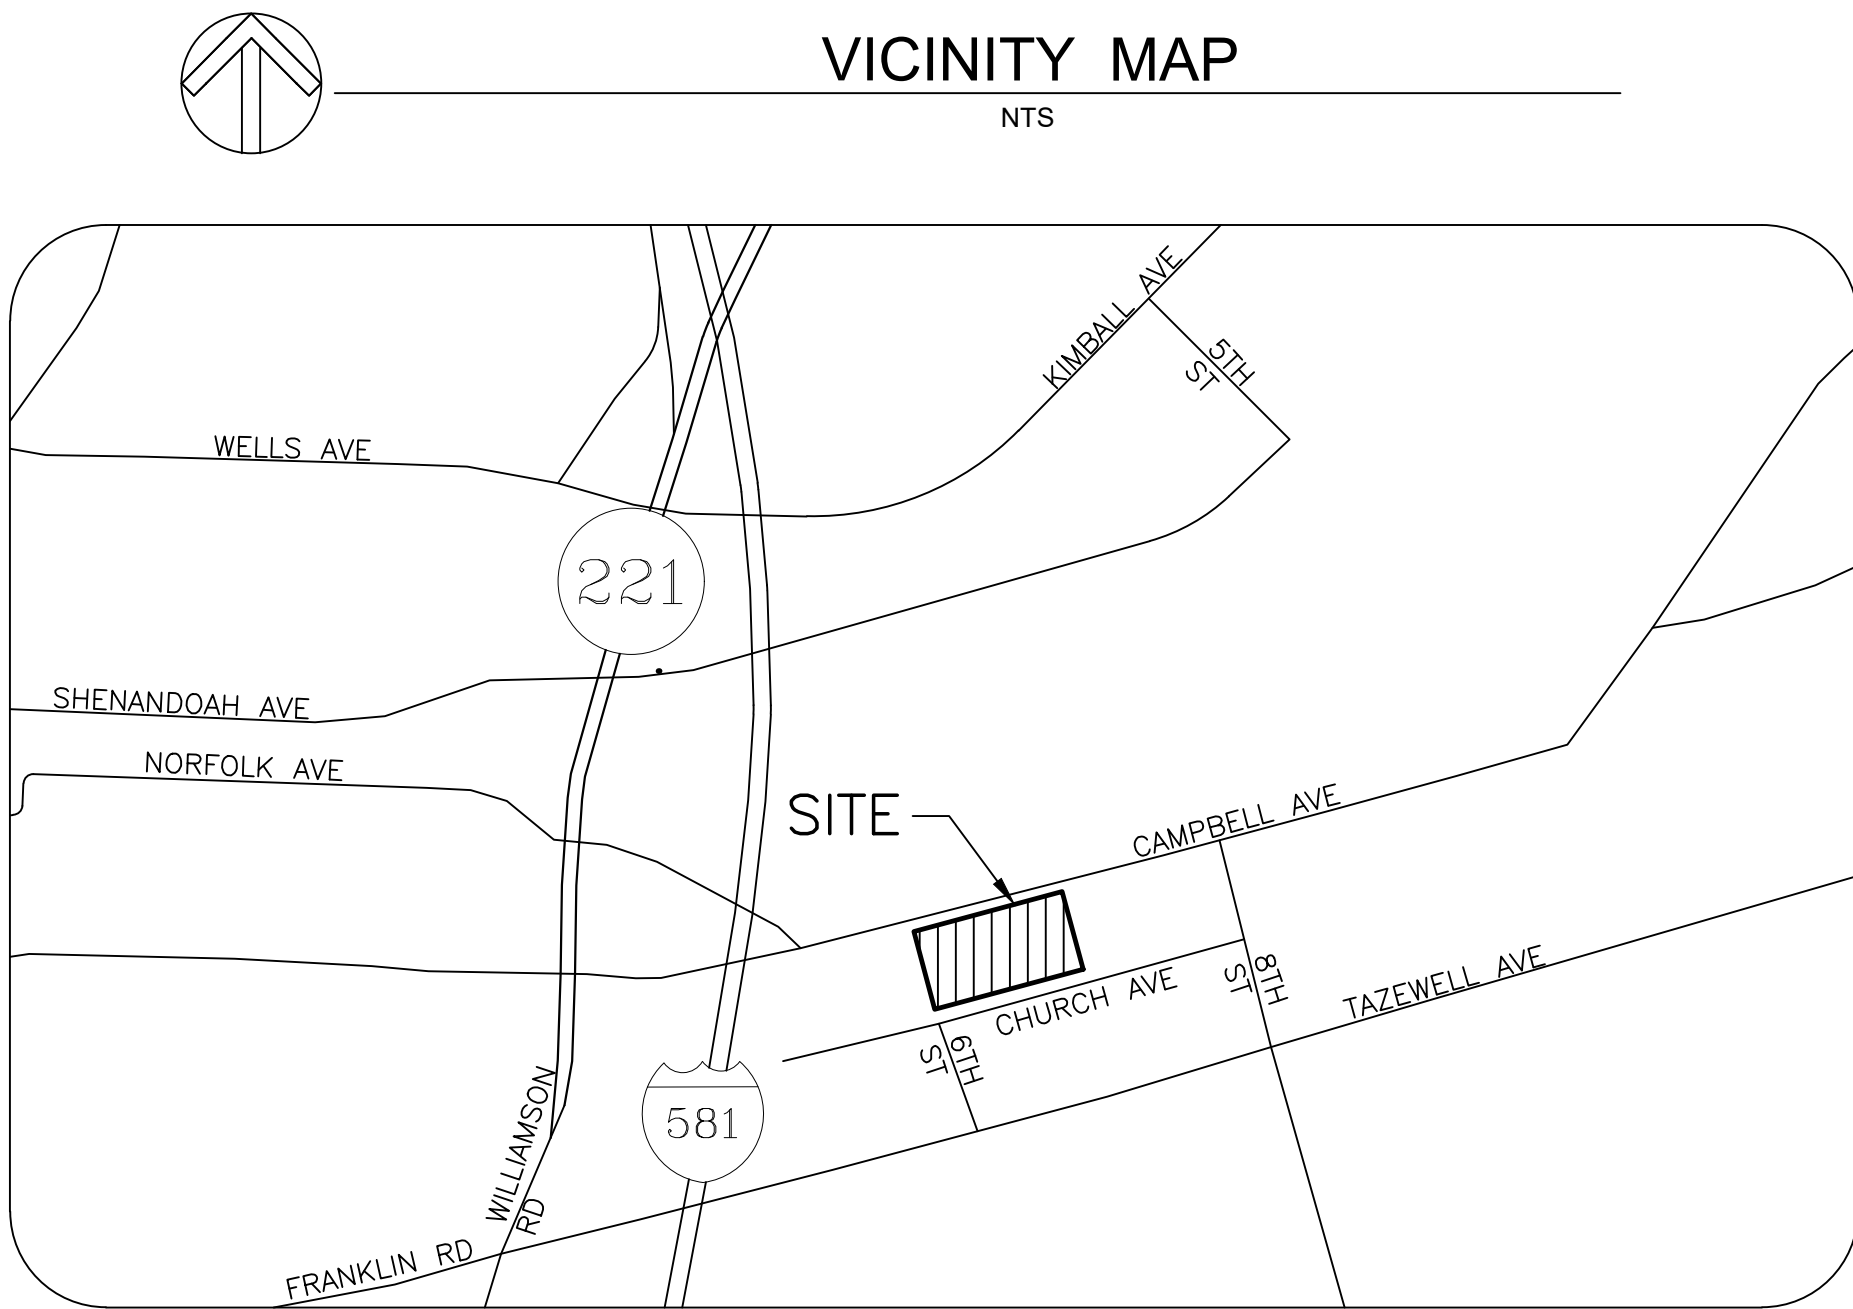 VICINITY MAP
NTS
KIMBALL AVE
5TH
ST
WELLS AVE
221
SHENANDOAH AVE
NORFOLK AVE
SITE
CAMPBELL AVE
8TH
ST
TAZEWELL AVE
CHURCH AVE
6TH
ST
581
WILLIAMSON
RD
FRANKLIN RD